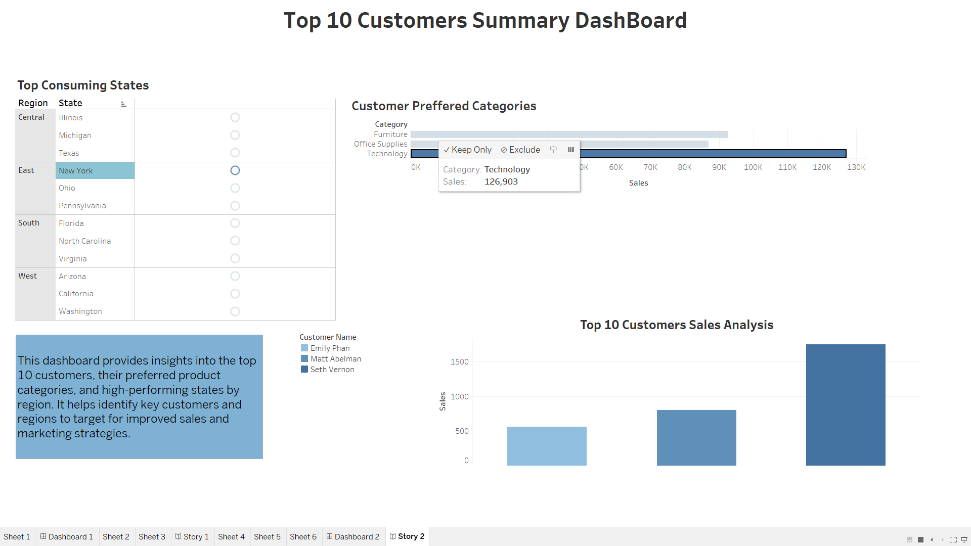 Top 10 Customers Summary DashBoard
Top Consuming States
Region State
Central Illinois
Michigan
Texas
East New York
Ohio
Pennsylvania
South Florida
North Carolina
Virginia
West Arizona
California
Washington
Customer Preffered Categories
Category
Furniture
Office Supplies
Technology
Keep Only Exclude
Category: Technology
Sales: 126,903
0K 0K 60K 70K 80K 90K 100K 110K 120K 130K
Sales
This dashboard provides insights into the top
10 customers, their preferred product
categories, and high-performing states by
region. It helps identify key customers and
regions to target for improved sales and
marketing strategies.
Customer Name
Emily Phan
Matt Abelman
Seth Vernon
Top 10 Customers Sales Analysis
Sales
1500
1000
500
0
Sheet 1 Dashboard 1 Sheet 2 Sheet 3 Story 1 Sheet 4 Sheet 5 Sheet 6 Dashboard 2 Story 2